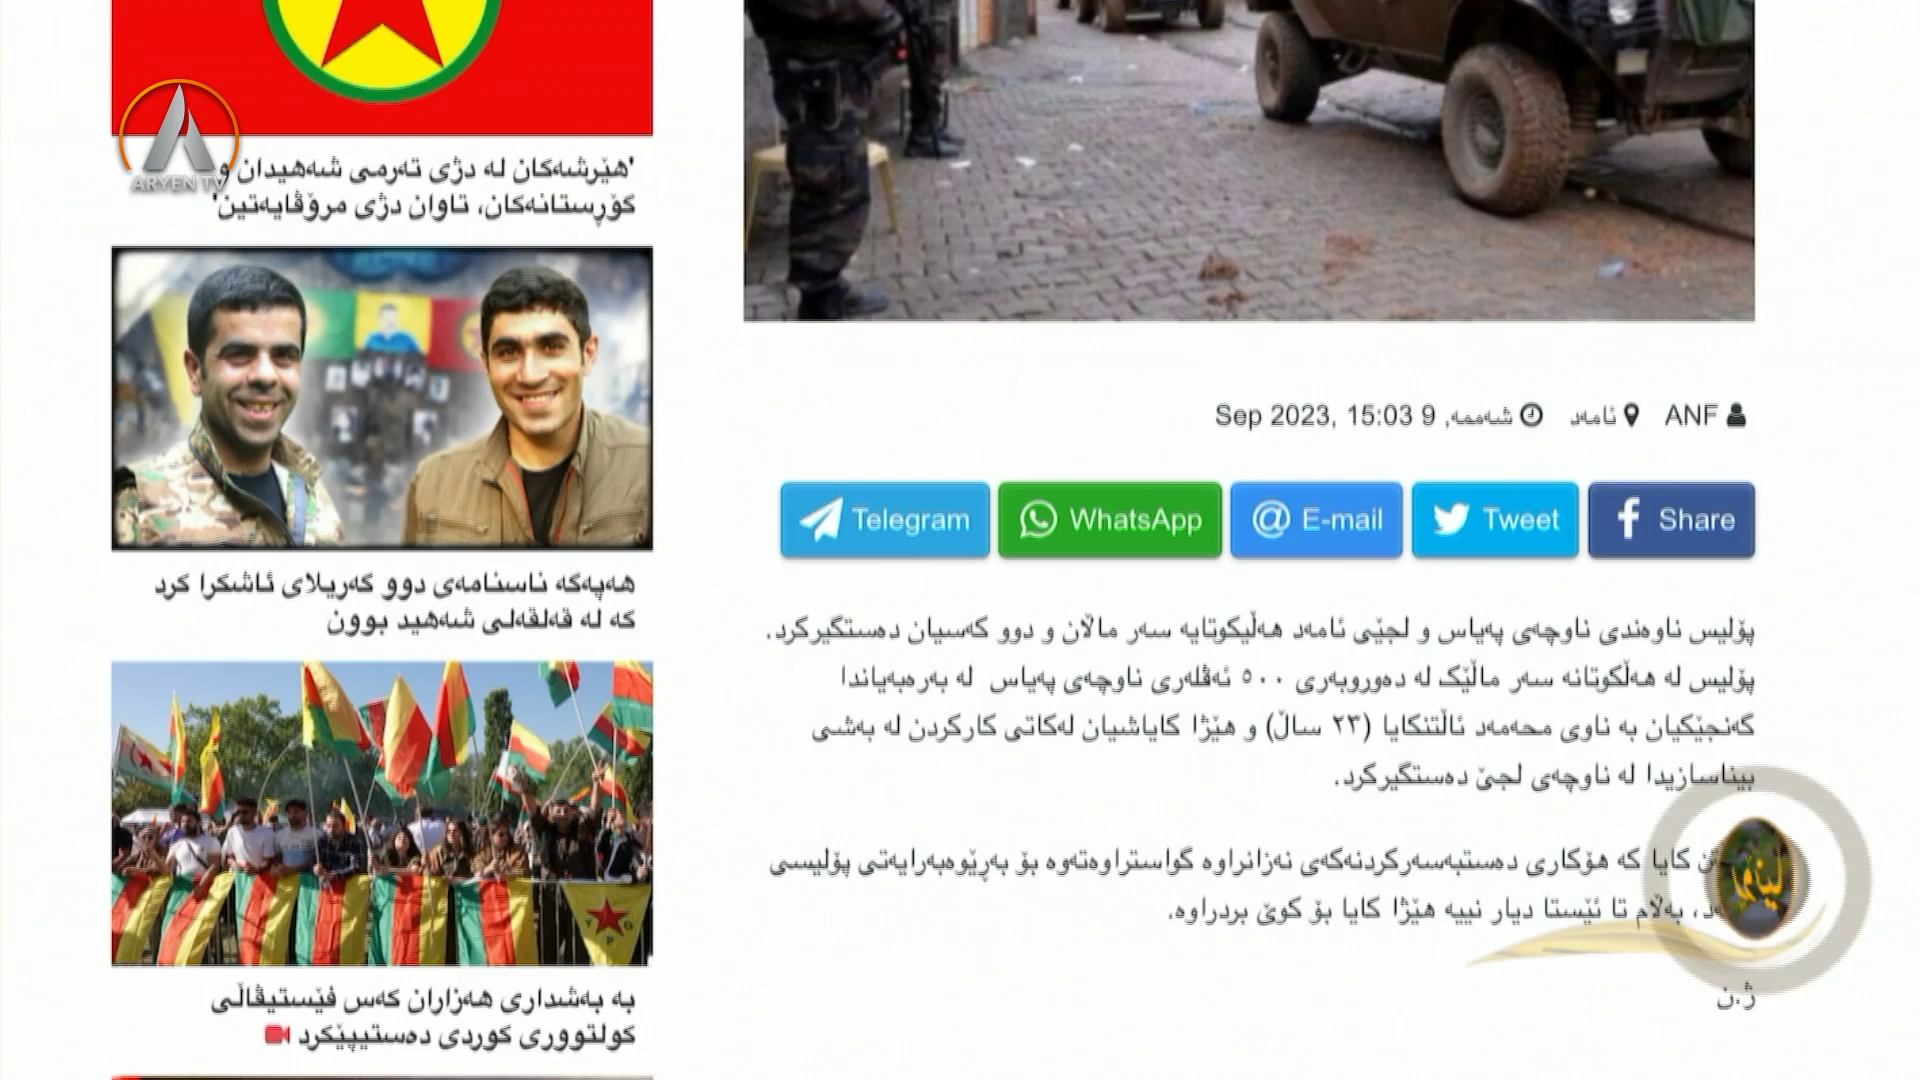 ARYEN TV
'هێرشەکان لە دژی تەرمی شەهیدان و
گۆڕستانەکان، تاوان دژی مرۆڤایەتین'
هەپەگە ناسنامەی دوو گەریلای ئاشکرا کرد
کە لە قەلقەلی شەهید بوون
Y P G
بە بەشداری هەزاران کەس فێستیڤاڵی
کولتووری کوردی دەستیپێکرد
ANF ئامەد شەممە, 9 Sep 2023, 15:03
Telegram WhatsApp E-mail Tweet Share
پۆلیس ناوەندی ناوچەی پەیاس و لجێی ئامەد هەڵیکوتایە سەر ماڵان و دوو کەسیان دەستگیرکرد.
پۆلیس لە هەڵکوتانە سەر ماڵێک لە دەوروبەری ٥٠٠ ئەڤلەری ناوچەی پەیاس لە بەرەبەیاندا
گەنجێکیان بە ناوی محەمەد ئاڵتنکایا (٢٣ ساڵ) و هێژا کایاشیان لەکاتی کارکردن لە بەشی
بیناسازیدا لە ناوچەی لجێ دەستگیرکرد.
کایا کە هۆکاری دەستبەسەرکردنەکەی نەزانراوە گواستراوەتەوە بۆ بەڕێوەبەرایەتی پۆلیسی
بەڵام تا ئێستا دیار نییە هێژا کایا بۆ کوێ بردراوە.
ژ.ن